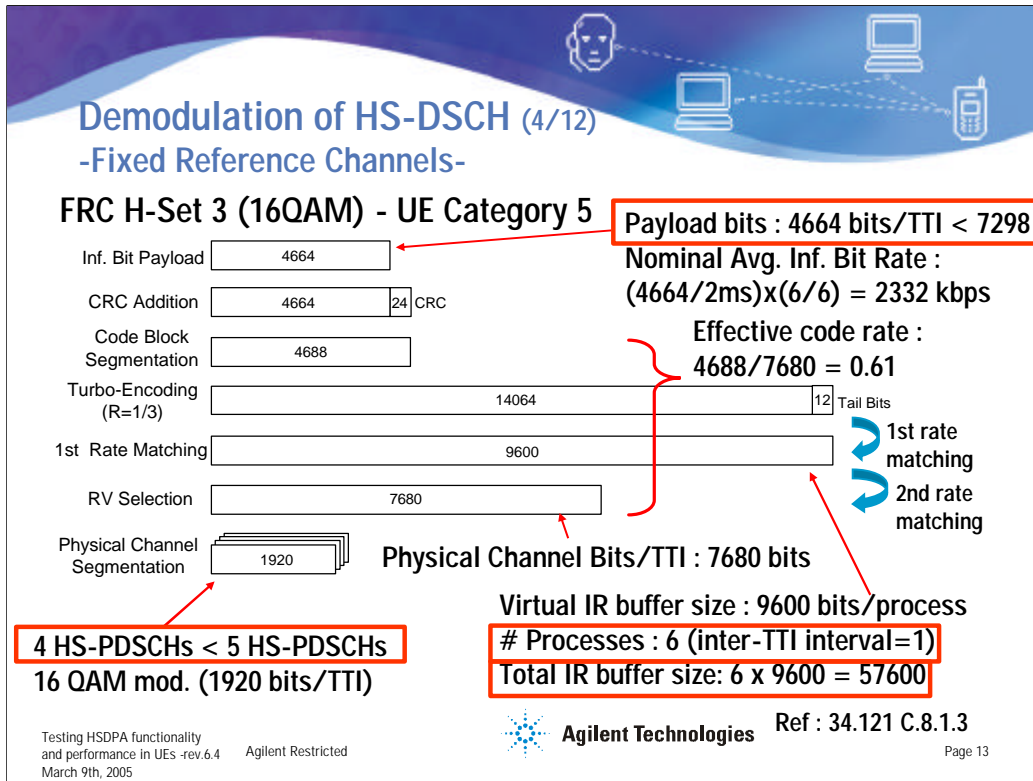 Demodulation of HS-DSCH (4/12)
-Fixed Reference Channels-
FRC H-Set 3 (16QAM) - UE Category 5
Payload bits : 4664 bits/TTI < 7298
Nominal Avg. Inf. Bit Rate :
(4664/2ms)x(6/6) = 2332 kbps
Effective code rate :
4688/7680 = 0.61
Inf. Bit Payload
4664
CRC Addition
4664
24
CRC
Code Block
Segmentation
4688
Turbo-Encoding
(R=1/3)
14064
12
Tail Bits
1st rate
matching
1st Rate Matching
9600
2nd rate
matching
RV Selection
7680
Physical Channel
Segmentation
1920
Physical Channel Bits/TTI : 7680 bits
Virtual IR buffer size : 9600 bits/process
# Processes : 6 (inter-TTI interval=1)
Total IR buffer size: 6 x 9600 = 57600
4 HS-PDSCHs < 5 HS-PDSCHs
16 QAM mod. (1920 bits/TTI)
Testing HSDPA functionality
and performance in UEs -rev.6.4
March 9th, 2005
Agilent Restricted
Agilent Technologies
Ref : 34.121 C.8.1.3
Page 13